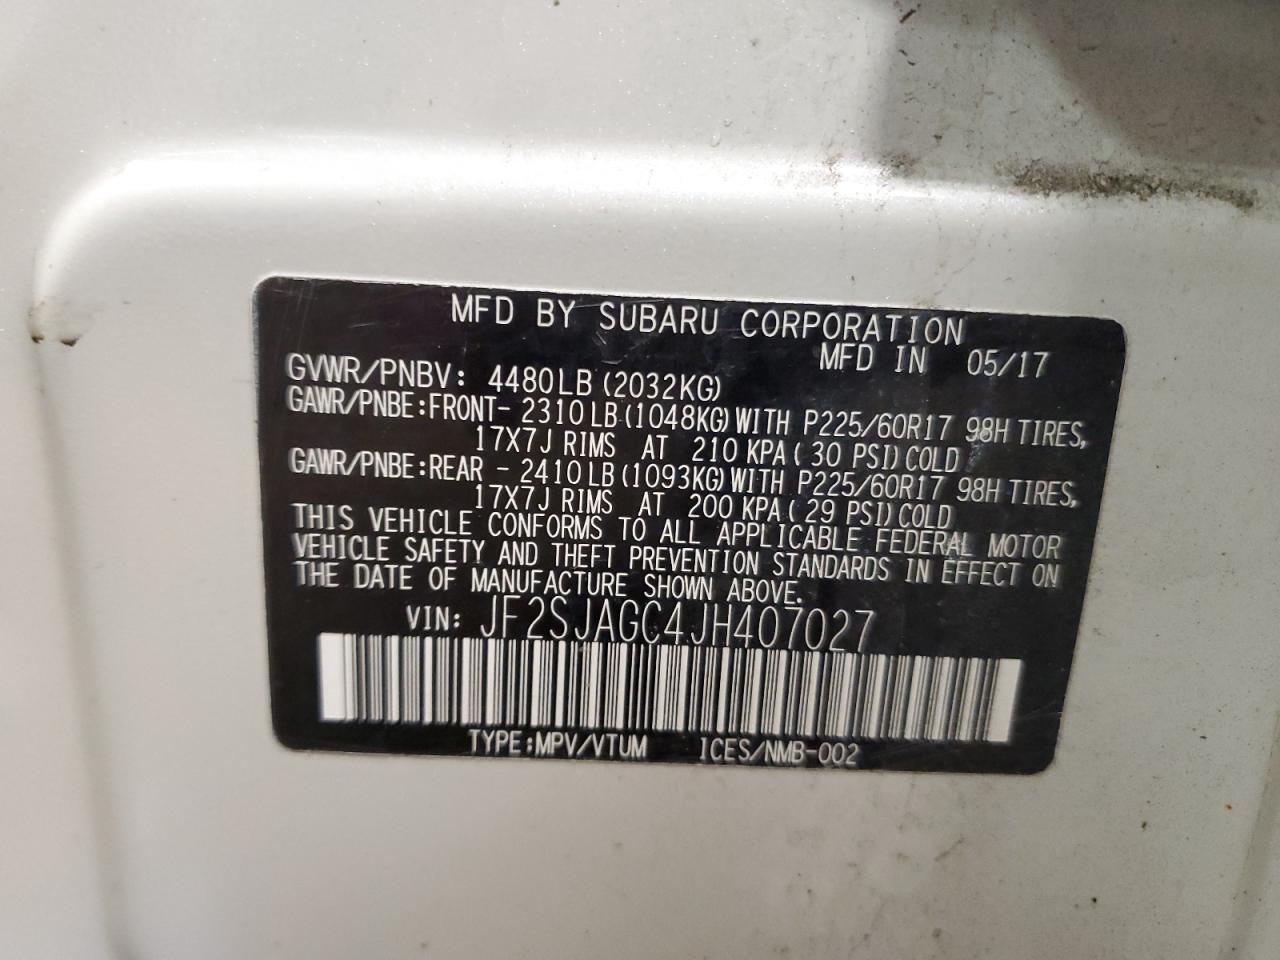 MFD BY SUBARU CORPORATION
MFD IN 05/17
GVWR/PNBV: 4480LB (2032KG)
GAWR/PNBE:FRONT- 2310LB(1048KG)WITH P225/60R17 98H TIRES,
17X7J RIMS AT 210 KPA( 30 PSI)COLD
GAWR/PNBE:REAR - 2410LB(1093KG)WITH P225/60R17 98H TIRES,
17X7J RIMS AT 200 KPA( 29 PSI)COLD
THIS VEHICLE CONFORMS TO ALL APPLICABLE FEDERAL MOTOR
VEHICLE SAFETY AND THEFT PREVENTION STANDARDS IN EFFECT ON
THE DATE OF MANUFACTURE SHOWN ABOVE.
VIN: JF2SJAGC4JH407027
TYPE:MPV/VTUM ICES/NMB-002